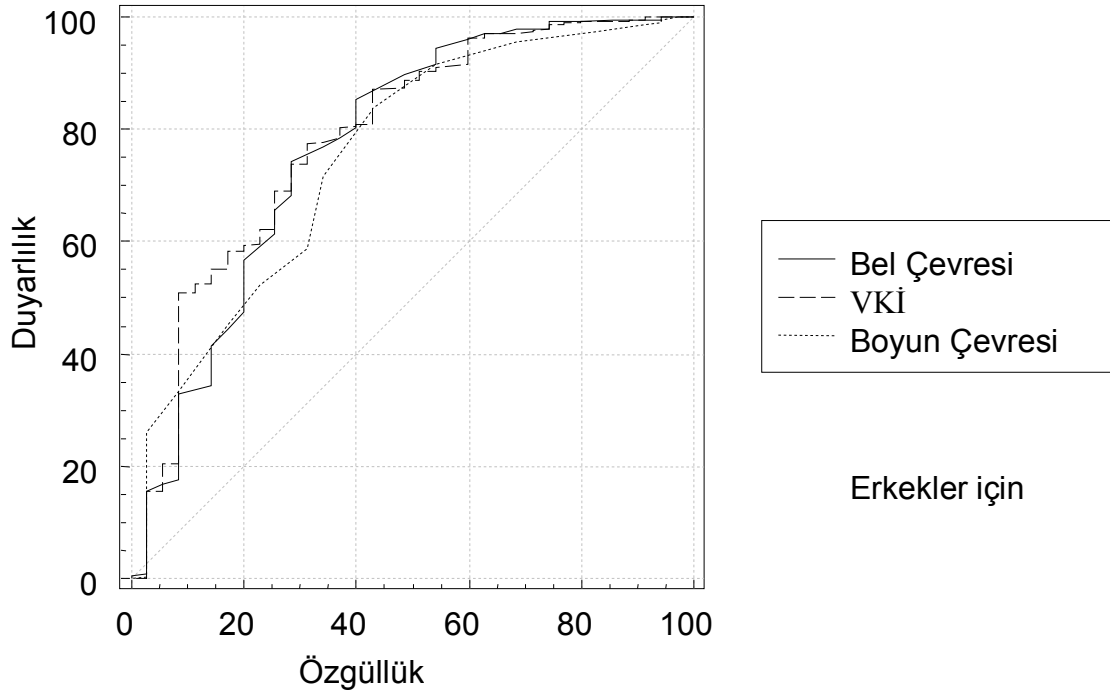 100
80
60
40
20
0
Duyarlılık
0 20 40 60 80 100
Özgüllük
Bel Çevresi
VKİ
Boyun Çevresi
Erkekler için